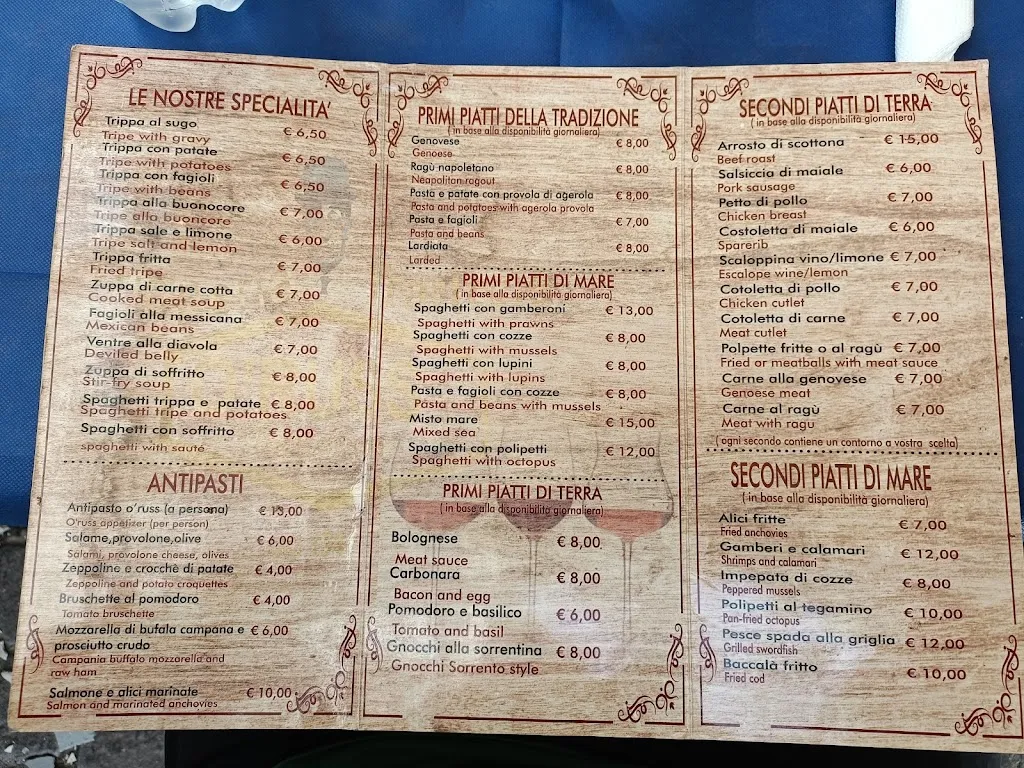 LE NOSTRE SPECIALITA'
Trippa al sugo € 6,50
Tripe with gravy
Trippa con patate € 6,50
Tripe with potatoes
Trippa con fagioli € 6,50
Tripe with beans
Trippa alla buonocore € 7,00
Tripe alla buoncore
Trippa sale e limone € 6,00
Tripe salt and lemon
Trippa fritta € 7,00
Fried tripe
Zuppa di carne cotta € 7,00
Cooked meat soup
Fagioli alla messicana € 7,00
Mexican beans
Ventre alla diavola € 7,00
Deviled belly
Zuppa di soffritto € 8,00
Stir-fry soup
Spaghetti trippa e patate € 8,00
Spaghetti tripe and potatoes
Spaghetti con soffritto € 8,00
spaghetti with sauté
ANTIPASTI
Antipasto o'russ (a persona) € 13,00
O'russ appetizer (per person)
Salame,provolone,olive € 6,00
Salami, provolone cheese, olives
Zeppoline e crocchè di patate € 4,00
Zeppoline and potato croquettes
Bruschette al pomodoro € 4,00
Tomato bruschette
Mozzarella di bufala campana e € 6,00
prosciutto crudo
Campania buffalo mozzarella and
raw ham
Salmone e alici marinate € 10,00
Salmon and marinated anchovies
PRIMI PIATTI DELLA TRADIZIONE
( in base alla disponibilità giornaliera)
Genovese € 8,00
Genoese
Ragù napoletano € 8,00
Neapolitan ragout
Pasta e patate con provola di agerola € 8,00
Pasta and potatoes with agerola provola
Pasta e fagioli € 7,00
Pasta and beans
Lardiata € 8,00
Larded
PRIMI PIATTI DI MARE
( in base alla disponibilità giornaliera)
Spaghetti con gamberoni € 13,00
Spaghetti with prawns
Spaghetti con cozze € 8,00
Spaghetti with mussels
Spaghetti con lupini € 8,00
Spaghetti with lupins
Pasta e fagioli con cozze € 8,00
Pasta and beans with mussels
Misto mare € 15,00
Mixed sea
Spaghetti con polipetti € 12,00
Spaghetti with octopus
PRIMI PIATTI DI TERRA
( in base alla disponibilità giornaliera)
Bolognese € 8,00
Meat sauce
Carbonara € 8,00
Bacon and egg
Pomodoro e basilico € 6,00
Tomato and basil
Gnocchi alla sorrentina € 8,00
Gnocchi Sorrento style
SECONDI PIATTI DI TERRA
( in base alla disponibilità giornaliera)
Arrosto di scottona € 15,00
Beef roast
Salsiccia di maiale € 6,00
Pork sausage
Petto di pollo € 7,00
Chicken breast
Costoletta di maiale € 6,00
Sparerib
Scaloppina vino/limone € 7,00
Escalope wine/lemon
Cotoletta di pollo € 7,00
Chicken cutlet
Cotoletta di carne € 7,00
Meat cutlet
Polpette fritte o al ragù € 7,00
Fried or meatballs with meat sauce
Carne alla genovese € 7,00
Genoese meat
Carne al ragù € 7,00
Meat with ragu
( ogni secondo contiene un contorno a vostra scelta)
SECONDI PIATTI DI MARE
( in base alla disponibilità giornaliera)
Alici fritte € 7,00
Fried anchovies
Gamberi e calamari € 12,00
Shrimps and calamari
Impepata di cozze € 8,00
Peppered mussels
Polipetti al tegamino € 10,00
Pan-fried octopus
Pesce spada alla griglia € 12,00
Grilled swordfish
Baccalà fritto € 10,00
Fried cod